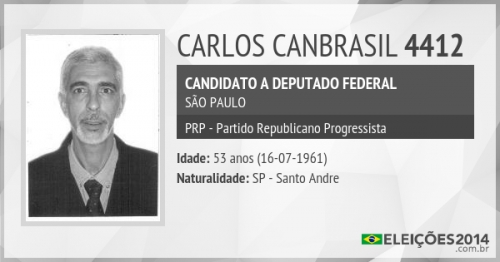 CARLOS CANBRASIL 4412
CANDIDATO A DEPUTADO FEDERAL
SÃO PAULO
PRP - Partido Republicano Progressista
Idade: 53 anos (16-07-1961)
Naturalidade: SP - Santo Andre
ELEIÇÕES2014
.com.br